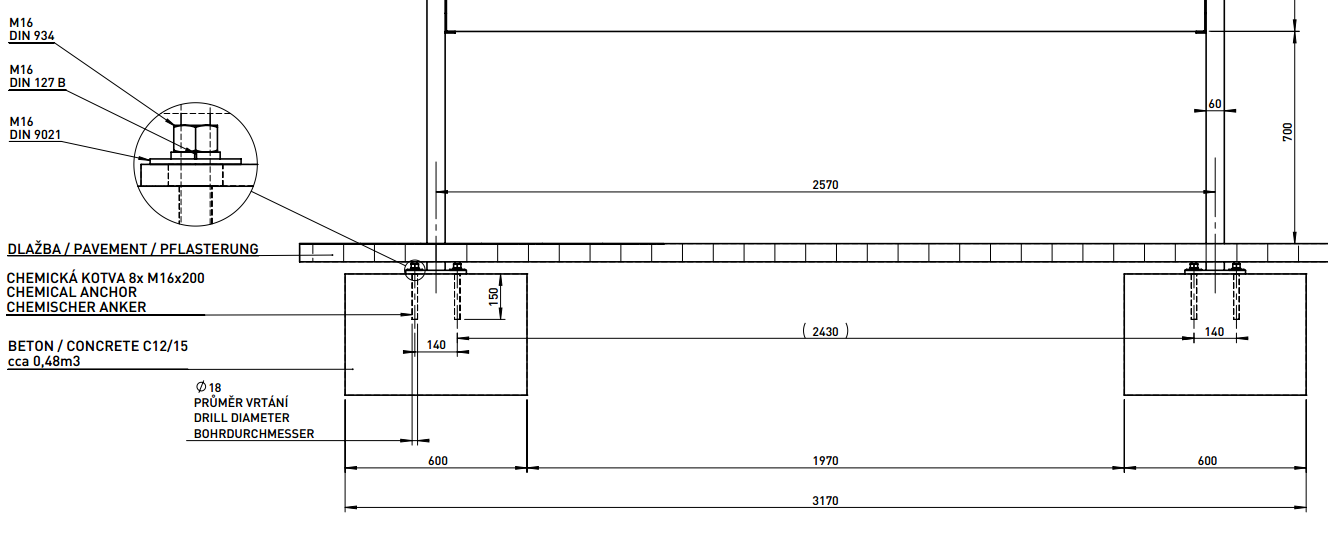 M16
DIN 934
M16
DIN 127 B
M16
DIN 9021
60
700
2570
DLAŽBA / PAVEMENT / PFLASTERUNG
CHEMICKÁ KOTVA 8x M16x200
CHEMICAL ANCHOR
CHEMISCHER ANKER
150
(2430)
140
140
BETON / CONCRETE C12/15
cca 0,48m3
Ø18
PRŮMĚR VRTÁNÍ
DRILL DIAMETER
BOHRDURCHMESSER
600
1970
600
3170